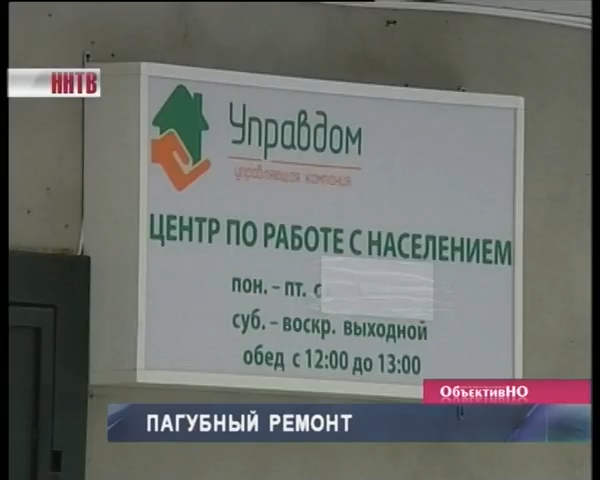 ННТВ
Управдом
управляющая компания
ЦЕНТР ПО РАБОТЕ С НАСЕЛЕНИЕМ
пон. – пт. с
суб. – воскр. выходной
обед с 12:00 до 13:00
ОбъективНО
ПАГУБНЫЙ РЕМОНТ